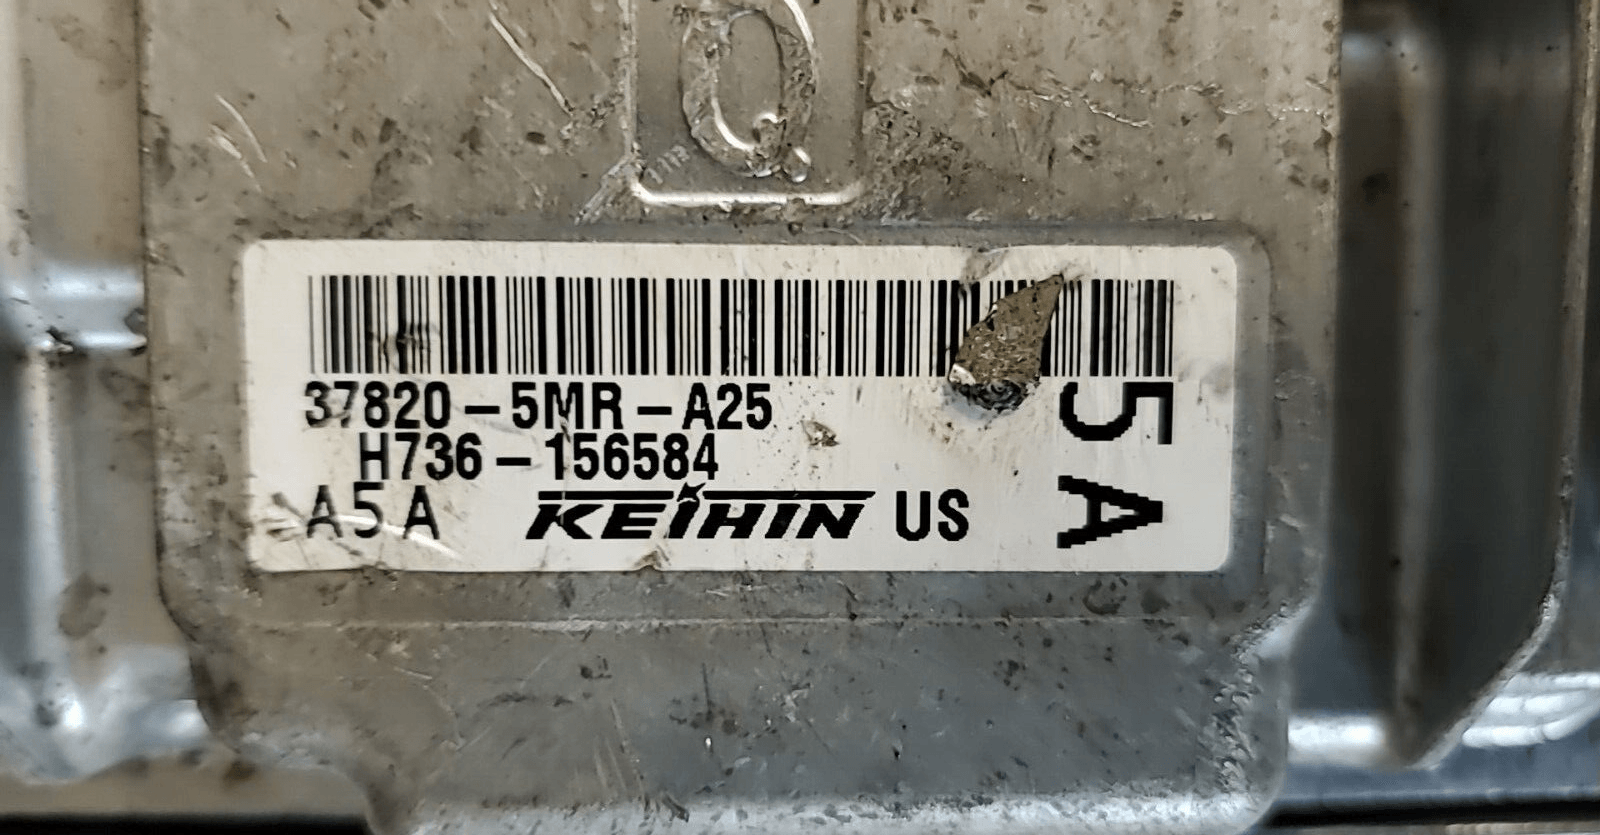 Q
37820-5MR-A25
H736-156584
A5A KEIHIN US
5A